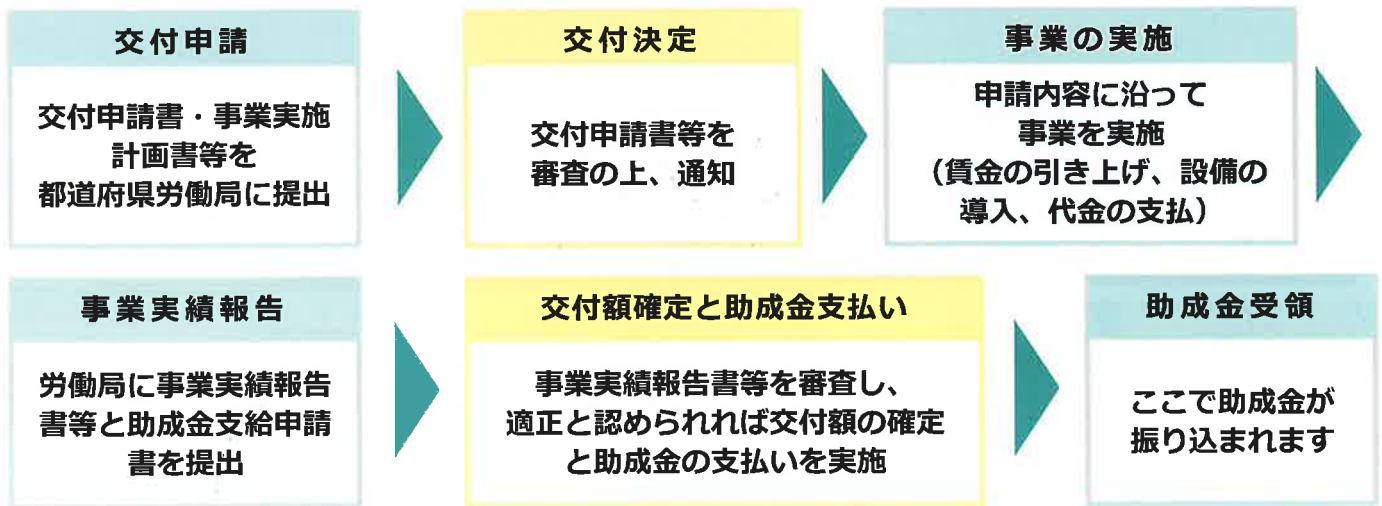 交付申請
交付申請書・事業実施
計画書等を
都道府県労働局に提出
交付決定
交付申請書等を
審査の上、通知
事業の実施
申請内容に沿って
事業を実施
（賃金の引き上げ、設備の
導入、代金の支払）
事業実績報告
労働局に事業実績報告
書等と助成金支給申請
書を提出
交付額確定と助成金支払い
事業実績報告書等を審査し、
適正と認められれば交付額の確定
と助成金の支払いを実施
助成金受領
ここで助成金が
振り込まれます